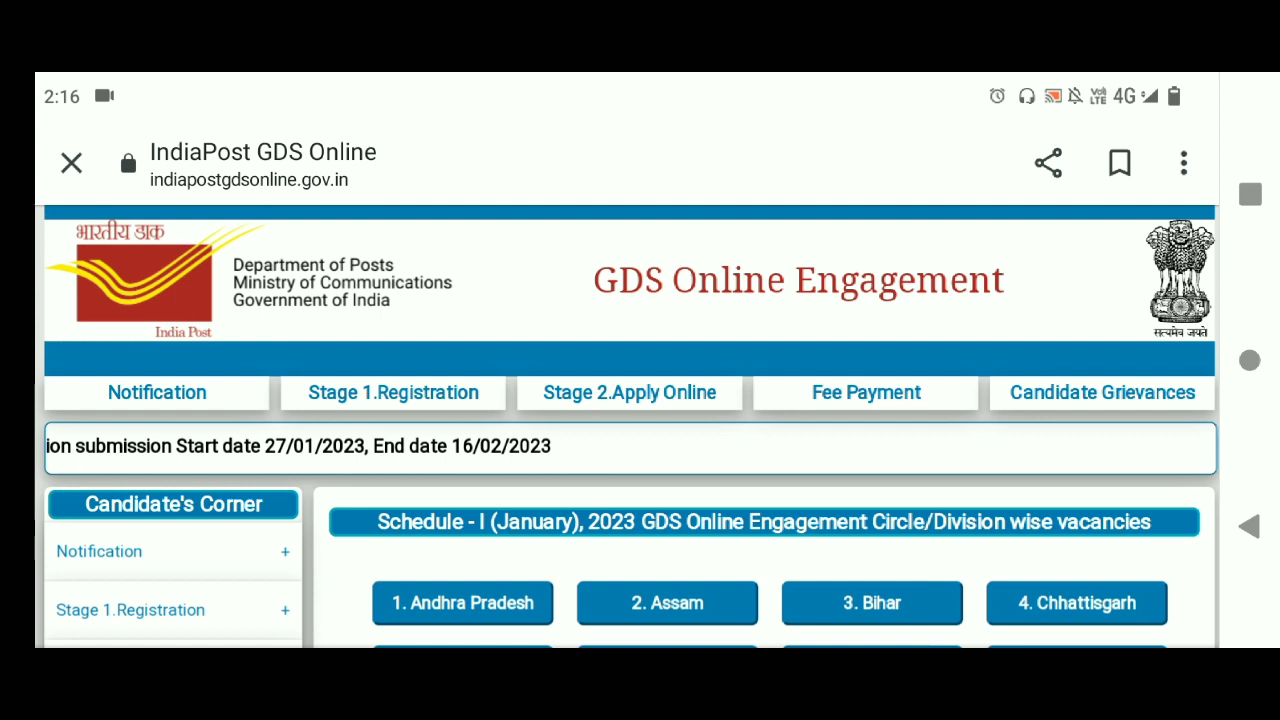 2:16
Vo) LTE 4G
IndiaPost GDS Online
indiapostgdsonline.gov.in
भारतीय डाक
India Post
Department of Posts
Ministry of Communications
Government of India
GDS Online Engagement
सत्यमेव जयते
Notification
Stage 1.Registration
Stage 2.Apply Online
Fee Payment
Candidate Grievances
ion submission Start date 27/01/2023, End date 16/02/2023
Candidate's Corner
Notification +
Stage 1.Registration +
Schedule - I (January), 2023 GDS Online Engagement Circle/Division wise vacancies
1. Andhra Pradesh
2. Assam
3. Bihar
4. Chhattisgarh